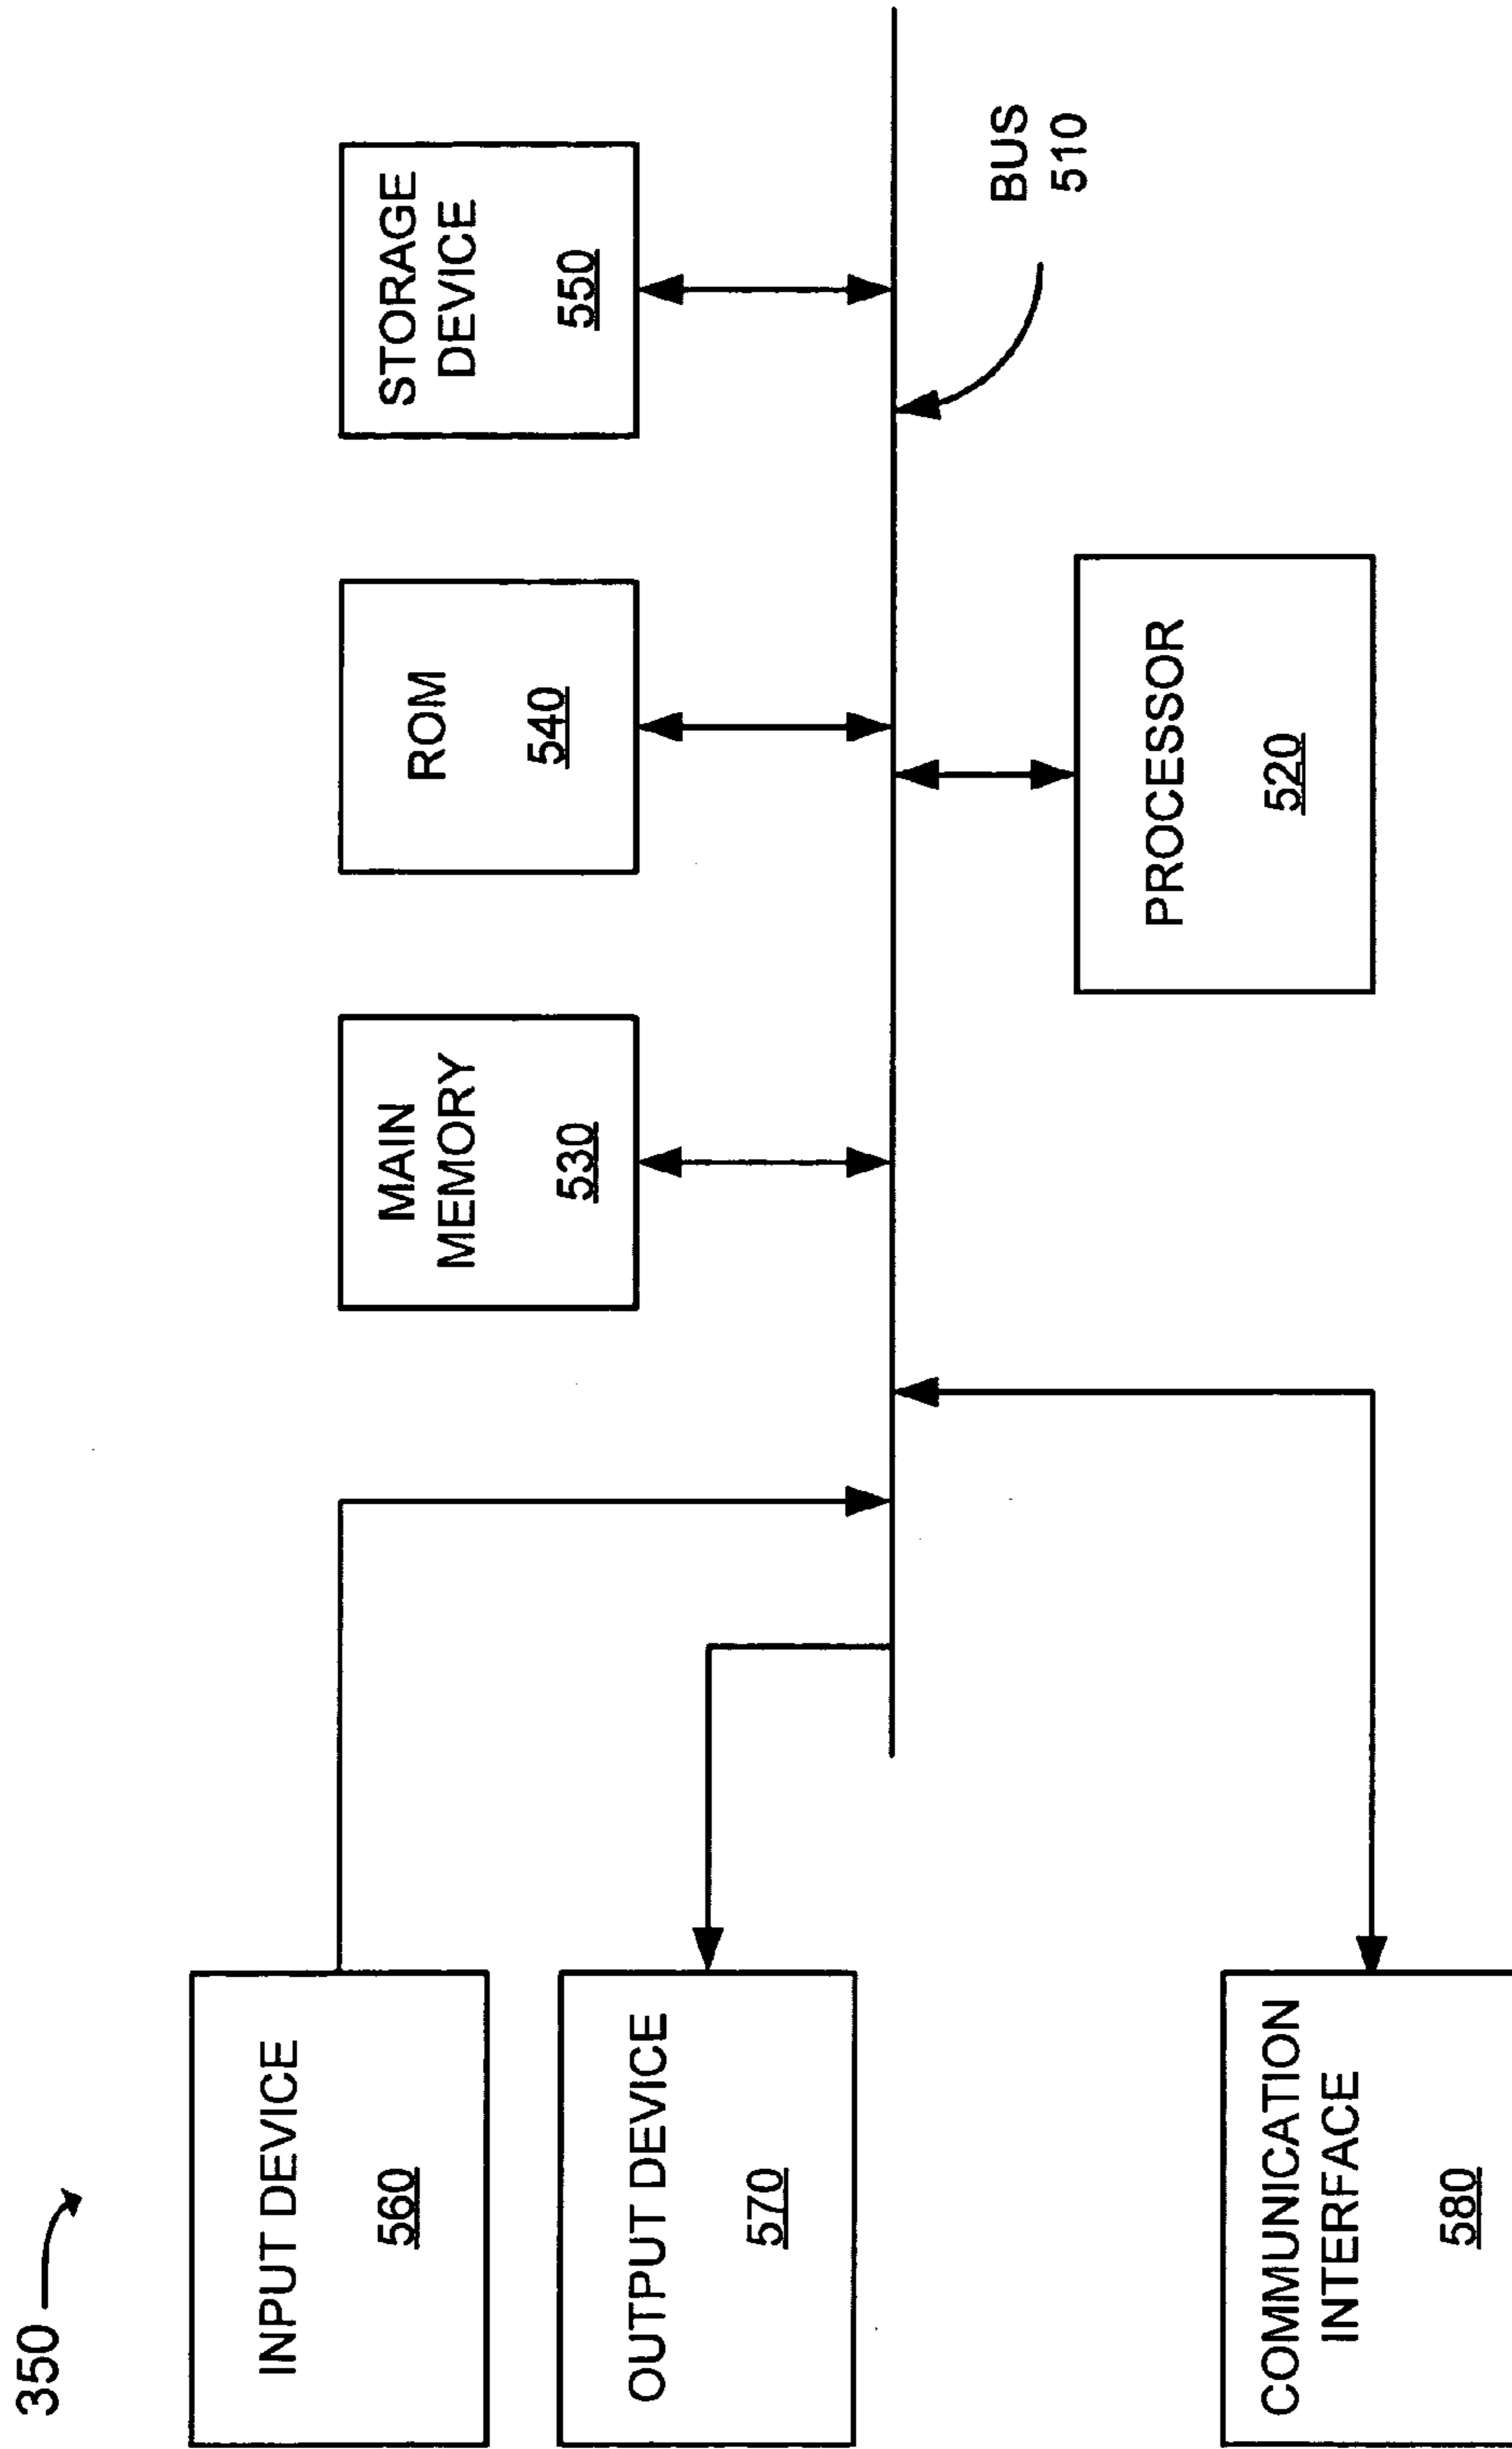 350
INPUT DEVICE
560
OUTPUT DEVICE
570
COMMUNICATION
INTERFACE
580
MAIN
MEMORY
530
ROM
540
STORAGE
DEVICE
550
PROCESSOR
520
BUS
510